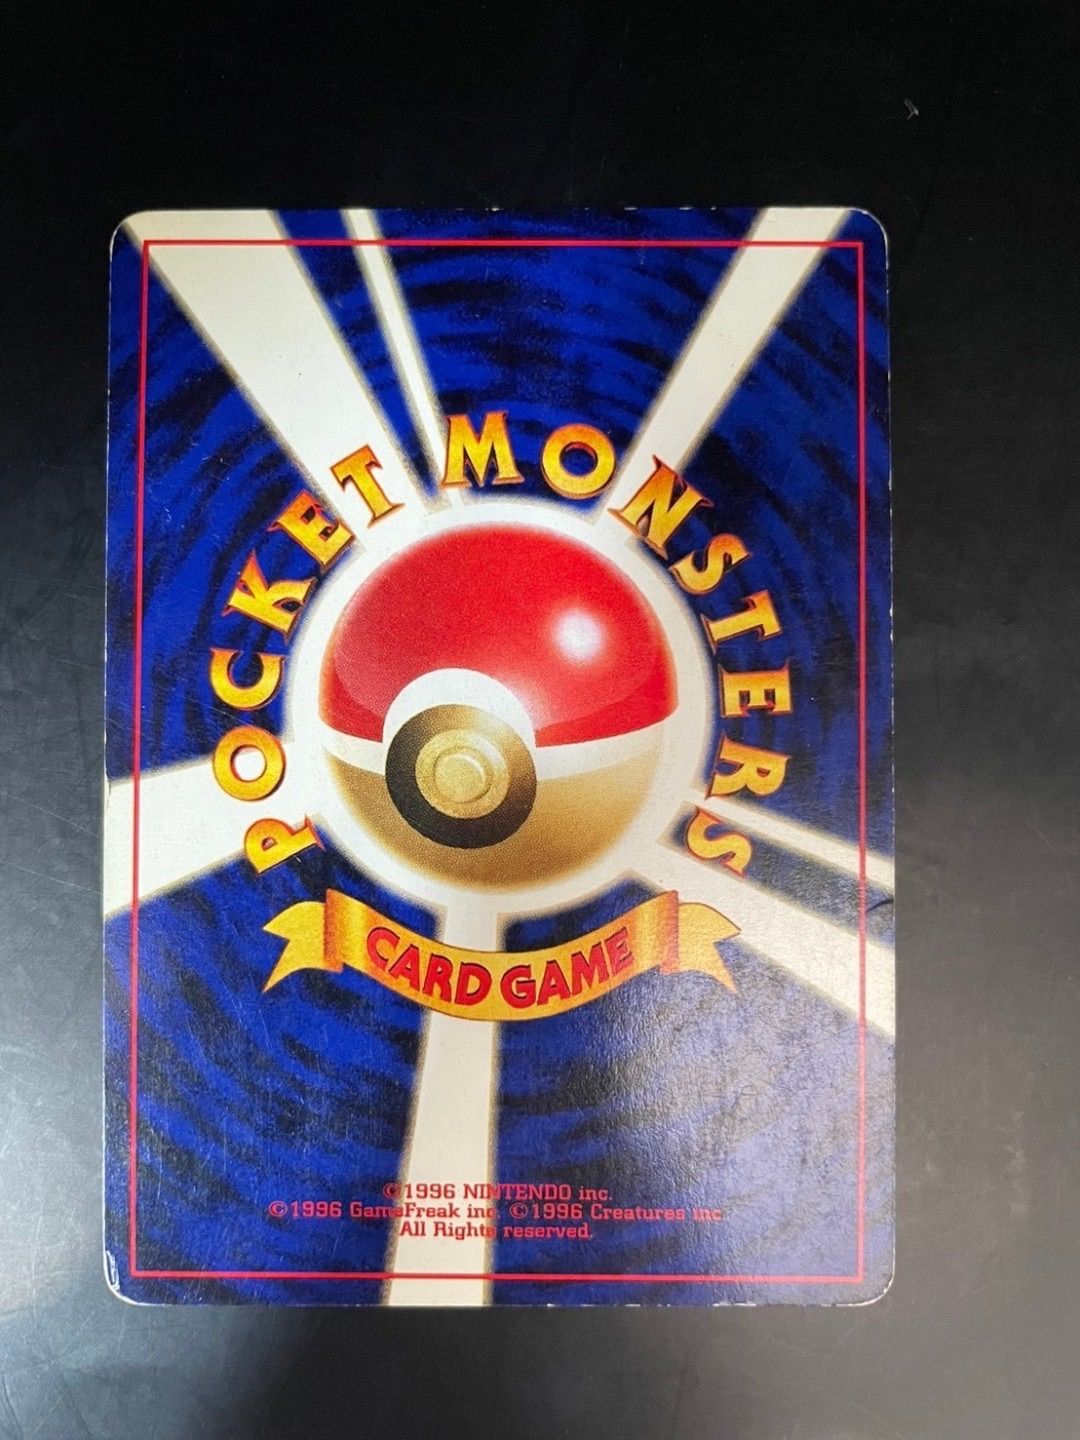 POCKET MONSTERS
CARD GAME
©1996 NINTENDO inc.
©1996 GameFreak inc. ©1996 Creatures inc.
All Rights reserved.